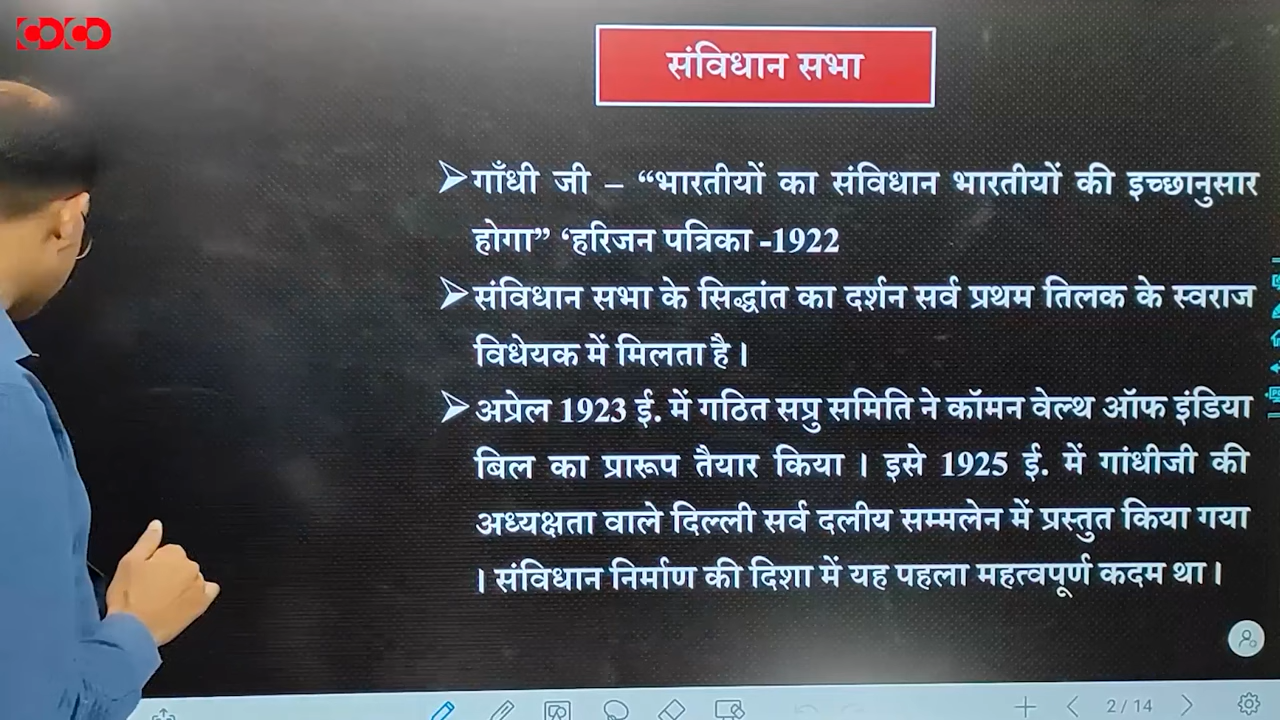 संविधान सभा
➢गाँधी जी – “भारतीयों का संविधान भारतीयों की इच्छानुसार
होगा” ‘हरिजन पत्रिका -1922
➢संविधान सभा के सिद्धांत का दर्शन सर्व प्रथम तिलक के स्वराज
विधेयक में मिलता है ।
➢अप्रेल 1923 ई. में गठित सप्रु समिति ने कॉमन वेल्थ ऑफ इंडिया
बिल का प्रारूप तैयार किया । इसे 1925 ई. में गांधीजी की
अध्यक्षता वाले दिल्ली सर्व दलीय सम्मलेन में प्रस्तुत किया गया
। संविधान निर्माण की दिशा में यह पहला महत्वपूर्ण कदम था ।
2 / 14